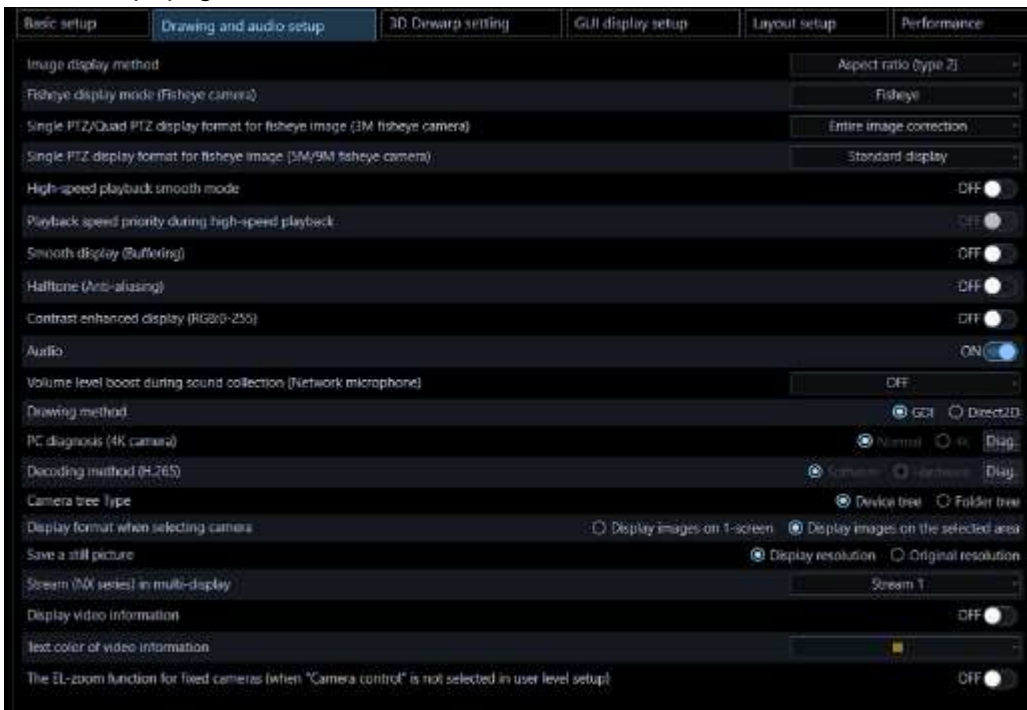 Basic setup
Drawing and audio setup
3D Dewarp setting
GUI display setup
Layout setup
Performance
Image display method Aspect ratio (type 2)
Fisheye display mode (Fisheye camera) Fisheye
Single PTZ/Quad PTZ display format for fisheye image (3M fisheye camera) Entire image correction
Single PTZ display format for fisheye image (5M/9M fisheye camera) Standard display
High-speed playback smooth mode OFF
Playback speed priority during high-speed playback OFF
Smooth display (Buffering) OFF
Halftone (Anti-aliasing) OFF
Contrast enhanced display (RGB:0-255) OFF
Audio ON
Volume level boost during sound collection (Network microphone) OFF
Drawing method GDI Direct2D
PC diagnosis (4K camera) Normal 4K Diag.
Decoding method (H.265) Software Hardware Diag.
Camera tree Type Device tree Folder tree
Display format when selecting camera Display images on 1-screen Display images on the selected area
Save a still picture Display resolution Original resolution
Stream (NX series) in multi-display Stream 1
Display video information OFF
Text color of video information
The EL-zoom function for fixed cameras (when "Camera control" is not selected in user level setup) OFF